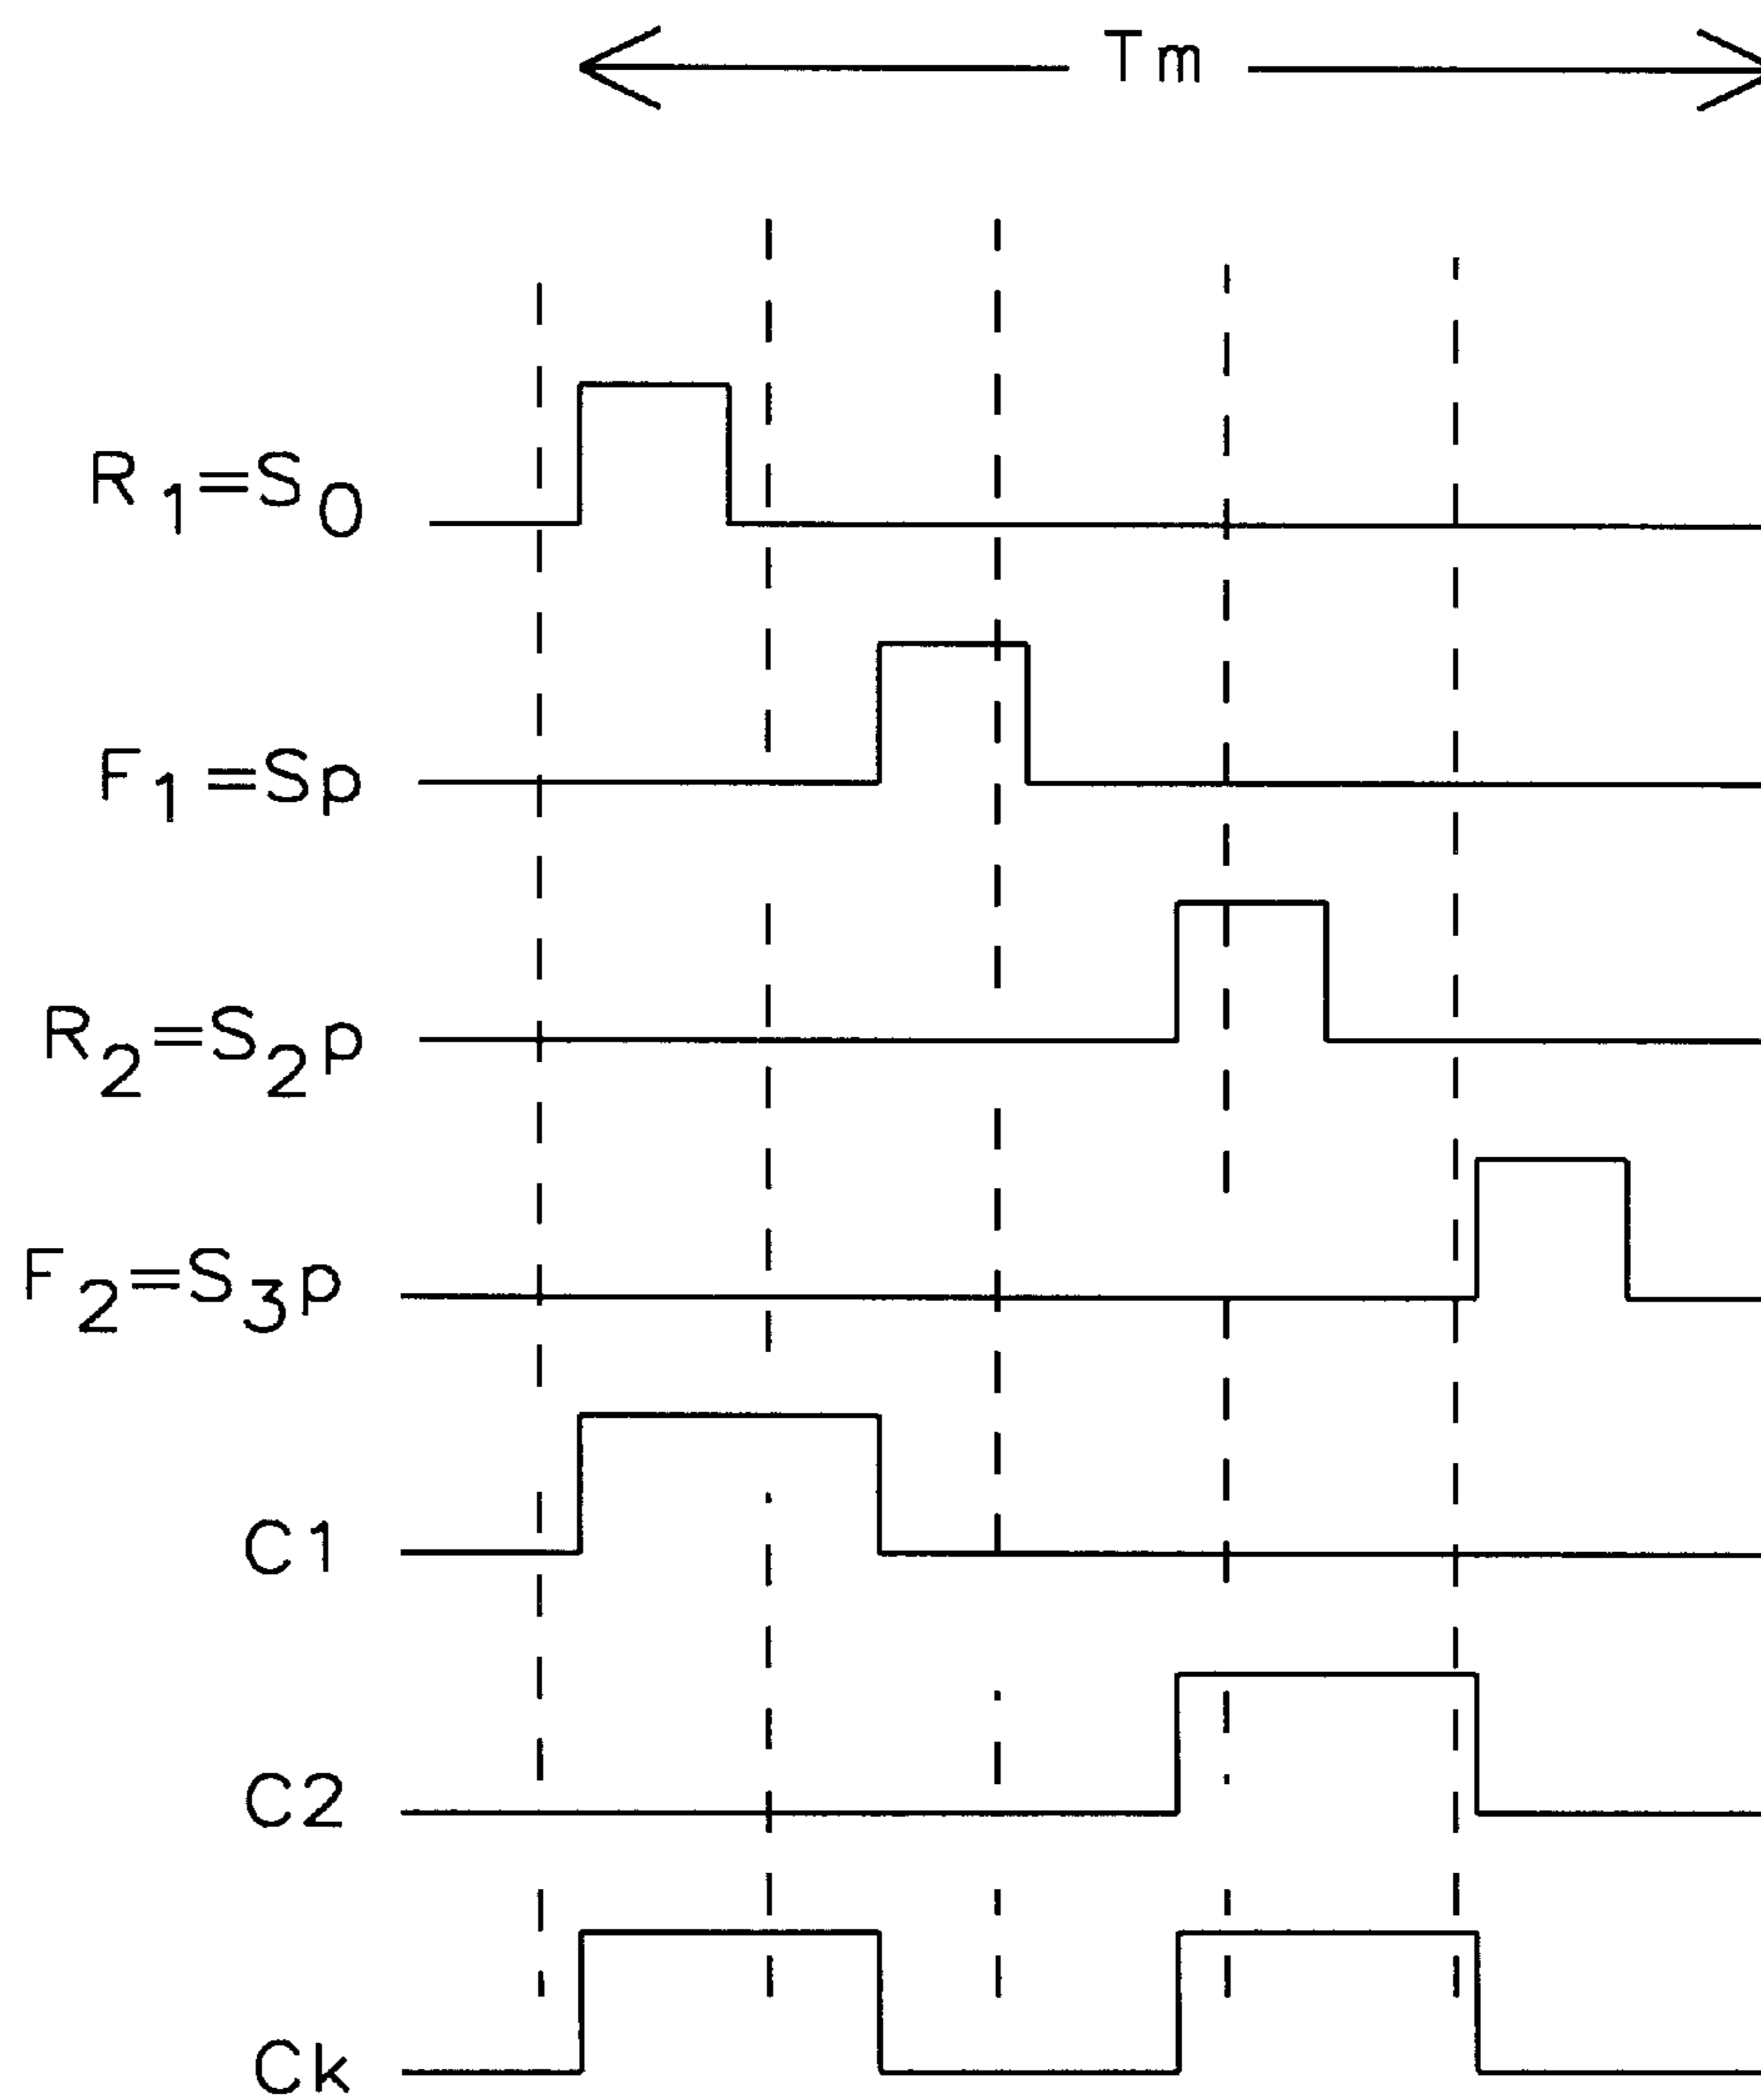 Tm
R1=S0
F1=Sp
R2=S2p
F2=S3p
C1
C2
Ck